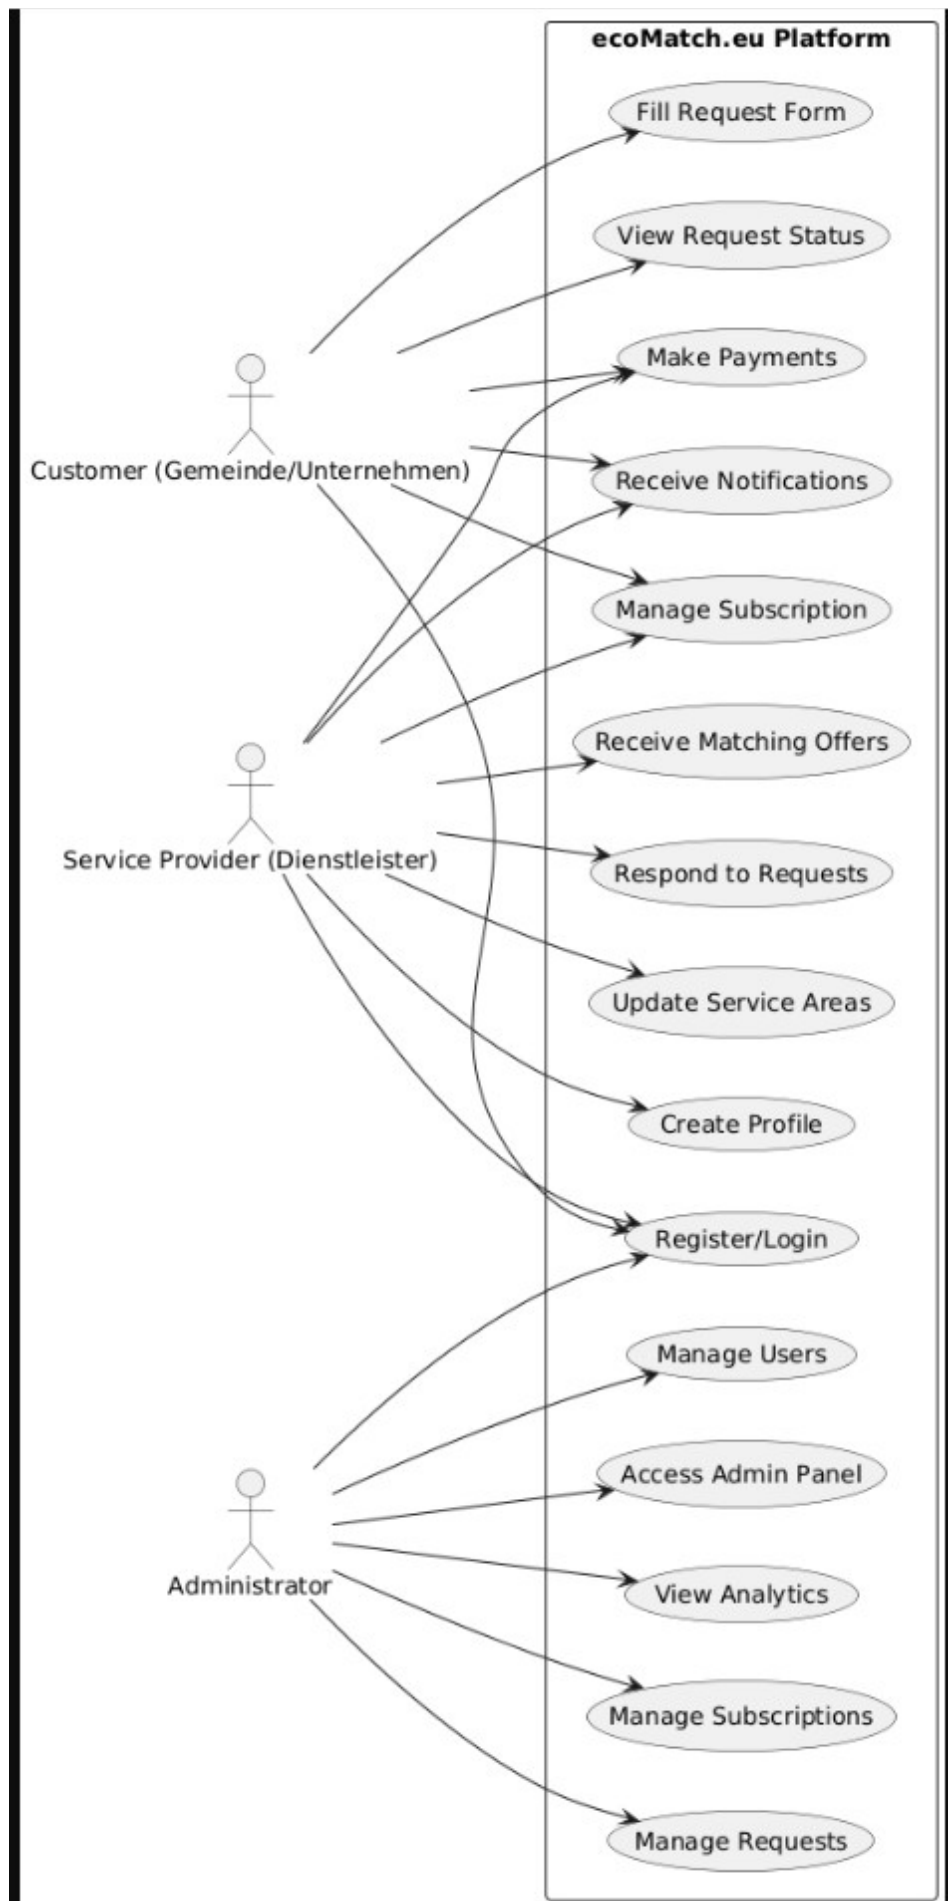 ecoMatch.eu Platform
Fill Request Form
View Request Status
Make Payments
Customer (Gemeinde/Unternehmen)
Receive Notifications
Manage Subscription
Receive Matching Offers
Service Provider (Dienstleister)
Respond to Requests
Update Service Areas
Create Profile
Register/Login
Manage Users
Access Admin Panel
Administrator
View Analytics
Manage Subscriptions
Manage Requests